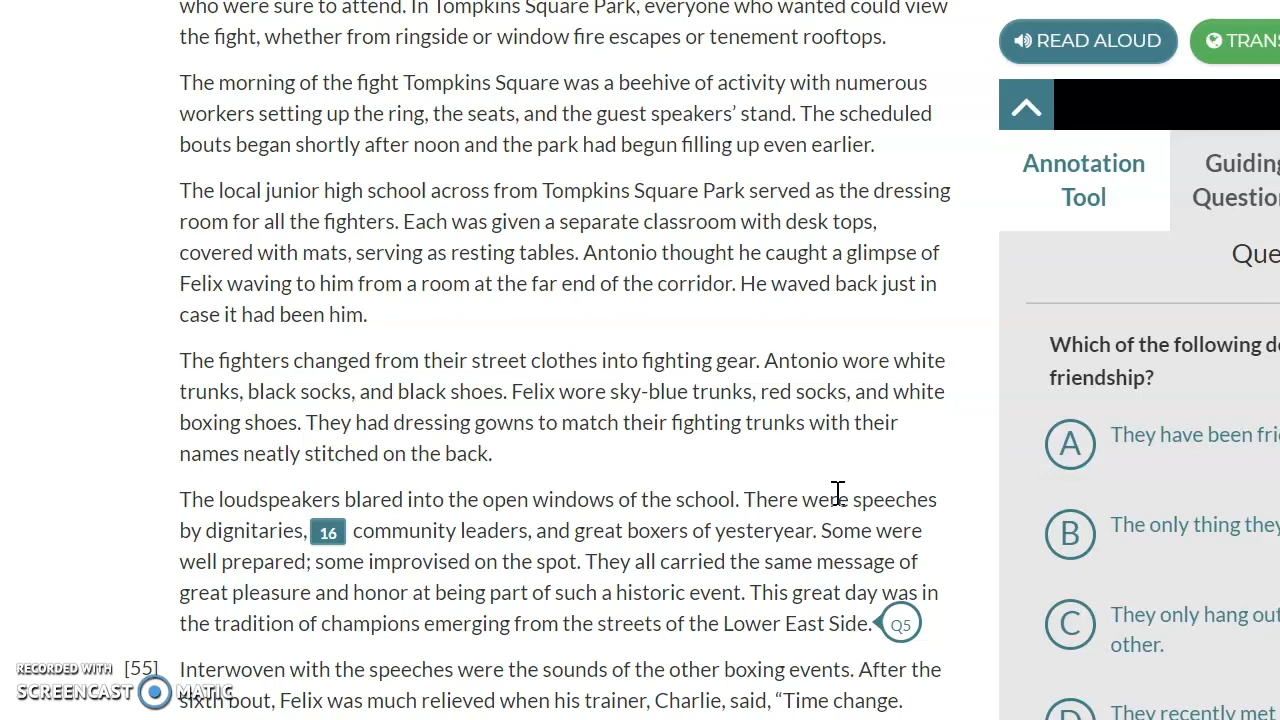 who were sure to attend. In Tompkins Square Park, everyone who wanted could view
the fight, whether from ringside or window fire escapes or tenement rooftops.
The morning of the fight Tompkins Square was a beehive of activity with numerous
workers setting up the ring, the seats, and the guest speakers’ stand. The scheduled
bouts began shortly after noon and the park had begun filling up even earlier.
The local junior high school across from Tompkins Square Park served as the dressing
room for all the fighters. Each was given a separate classroom with desk tops,
covered with mats, serving as resting tables. Antonio thought he caught a glimpse of
Felix waving to him from a room at the far end of the corridor. He waved back just in
case it had been him.
The fighters changed from their street clothes into fighting gear. Antonio wore white
trunks, black socks, and black shoes. Felix wore sky-blue trunks, red socks, and white
boxing shoes. They had dressing gowns to match their fighting trunks with their
names neatly stitched on the back.
The loudspeakers blared into the open windows of the school. There were speeches
by dignitaries, 16 community leaders, and great boxers of yesteryear. Some were
well prepared; some improvised on the spot. They all carried the same message of
great pleasure and honor at being part of such a historic event. This great day was in
the tradition of champions emerging from the streets of the Lower East Side. Q5
[55] Interwoven with the speeches were the sounds of the other boxing events. After the
sixth bout, Felix was much relieved when his trainer, Charlie, said, “Time change.
RECORDED WITH
SCREENCAST MATIC
READ ALOUD
TRANS
Annotation
Tool
Guiding
Questio
Que
Which of the following de
friendship?
A They have been frie
B The only thing they
C They only hang out
other.
D They recently met